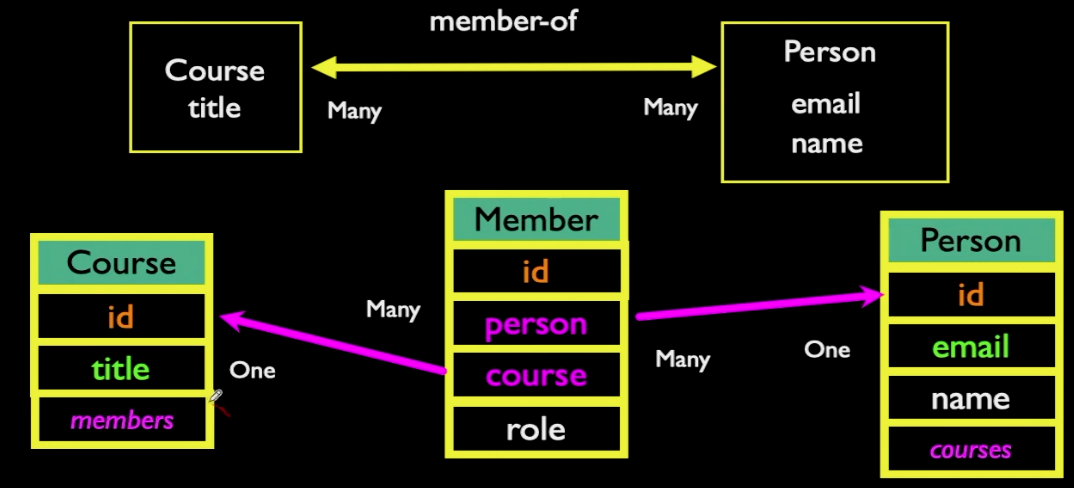 member-of
Course
title
Many
Many
Person
email
name
Course
id
title
members
One
Many
Member
id
person
course
role
Many
One
Person
id
email
name
courses